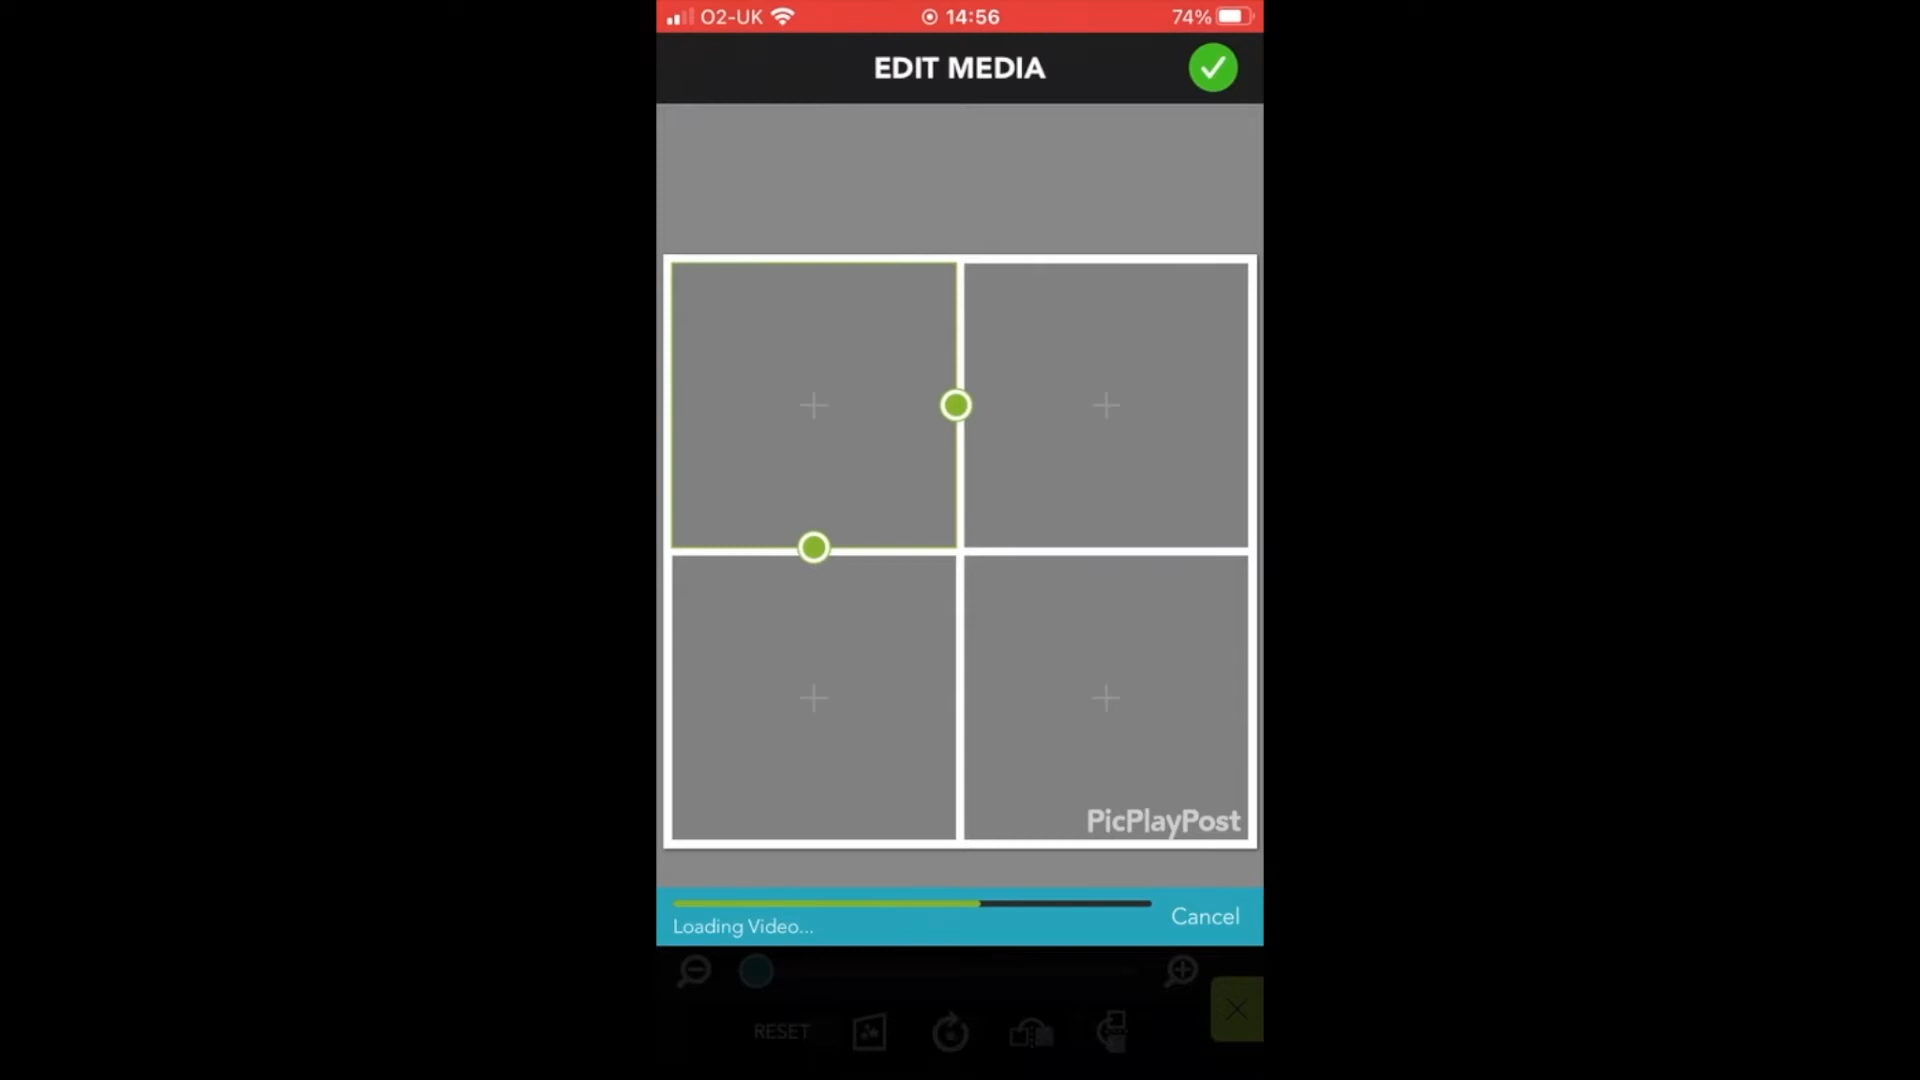 O2-UK 14:56 74%
EDIT MEDIA
PicPlayPost
Loading Video...
Cancel
RESET